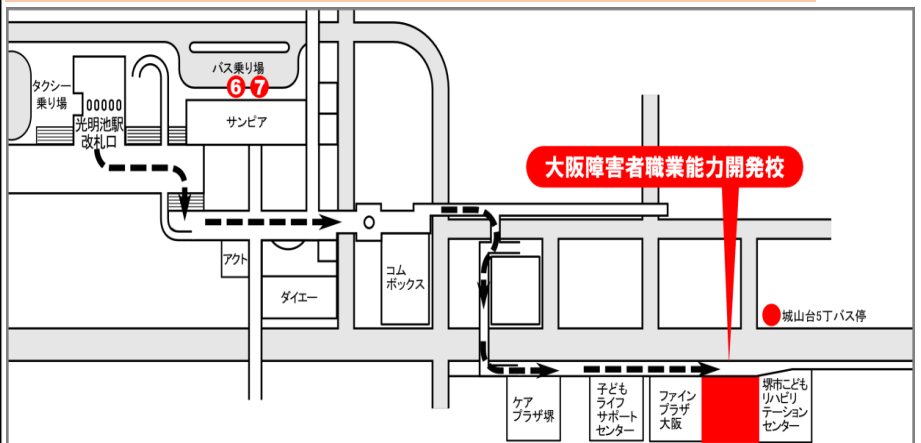 バス乗り場
6 7
タクシー
乗り場
光明池駅
改札口
サンピア
大阪障害者職業能力開発校
アクト
ダイエー
コム
ボックス
城山台5丁バス停
ケア
プラザ堺
子ども
ライフ
サポート
センター
ファイン
プラザ
大阪
堺市こども
リハビリ
テーション
センター